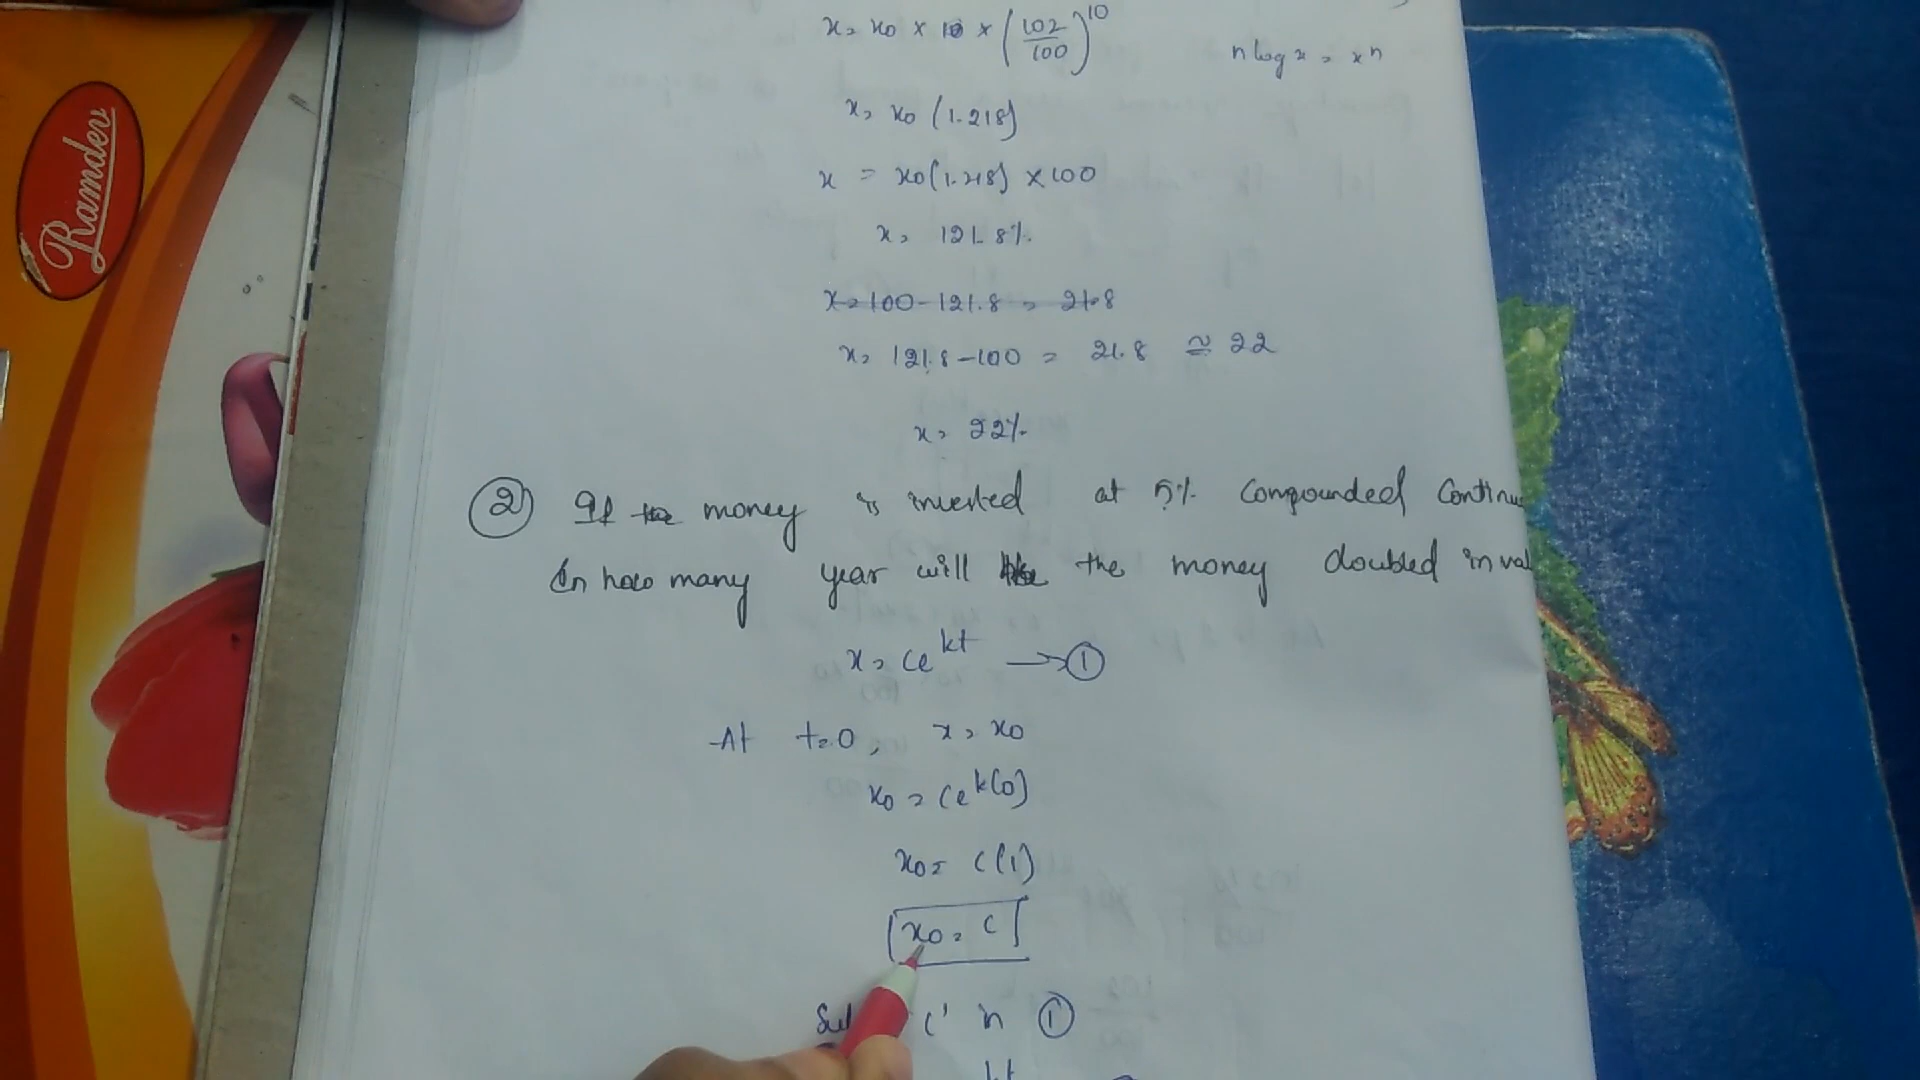 Ramdev
x = x0 × 10 × (102/100)^10
n log x = x^n
x = x0 (1.218)
x = x0 (1.218) × 100
x = 121.8%
x = 100 - 121.8 = 21.8
x = 121.8 - 100 = 21.8 ≅ 22
x = 22%
② If the money is invested at 5% Compounded Continu
In how many year will the the money doubled in val
x = ce^kt → ①
At t=0, x = x0
x0 = ce^k(0)
x0 = c(1)
x0 = c
Su c' in ①
kt